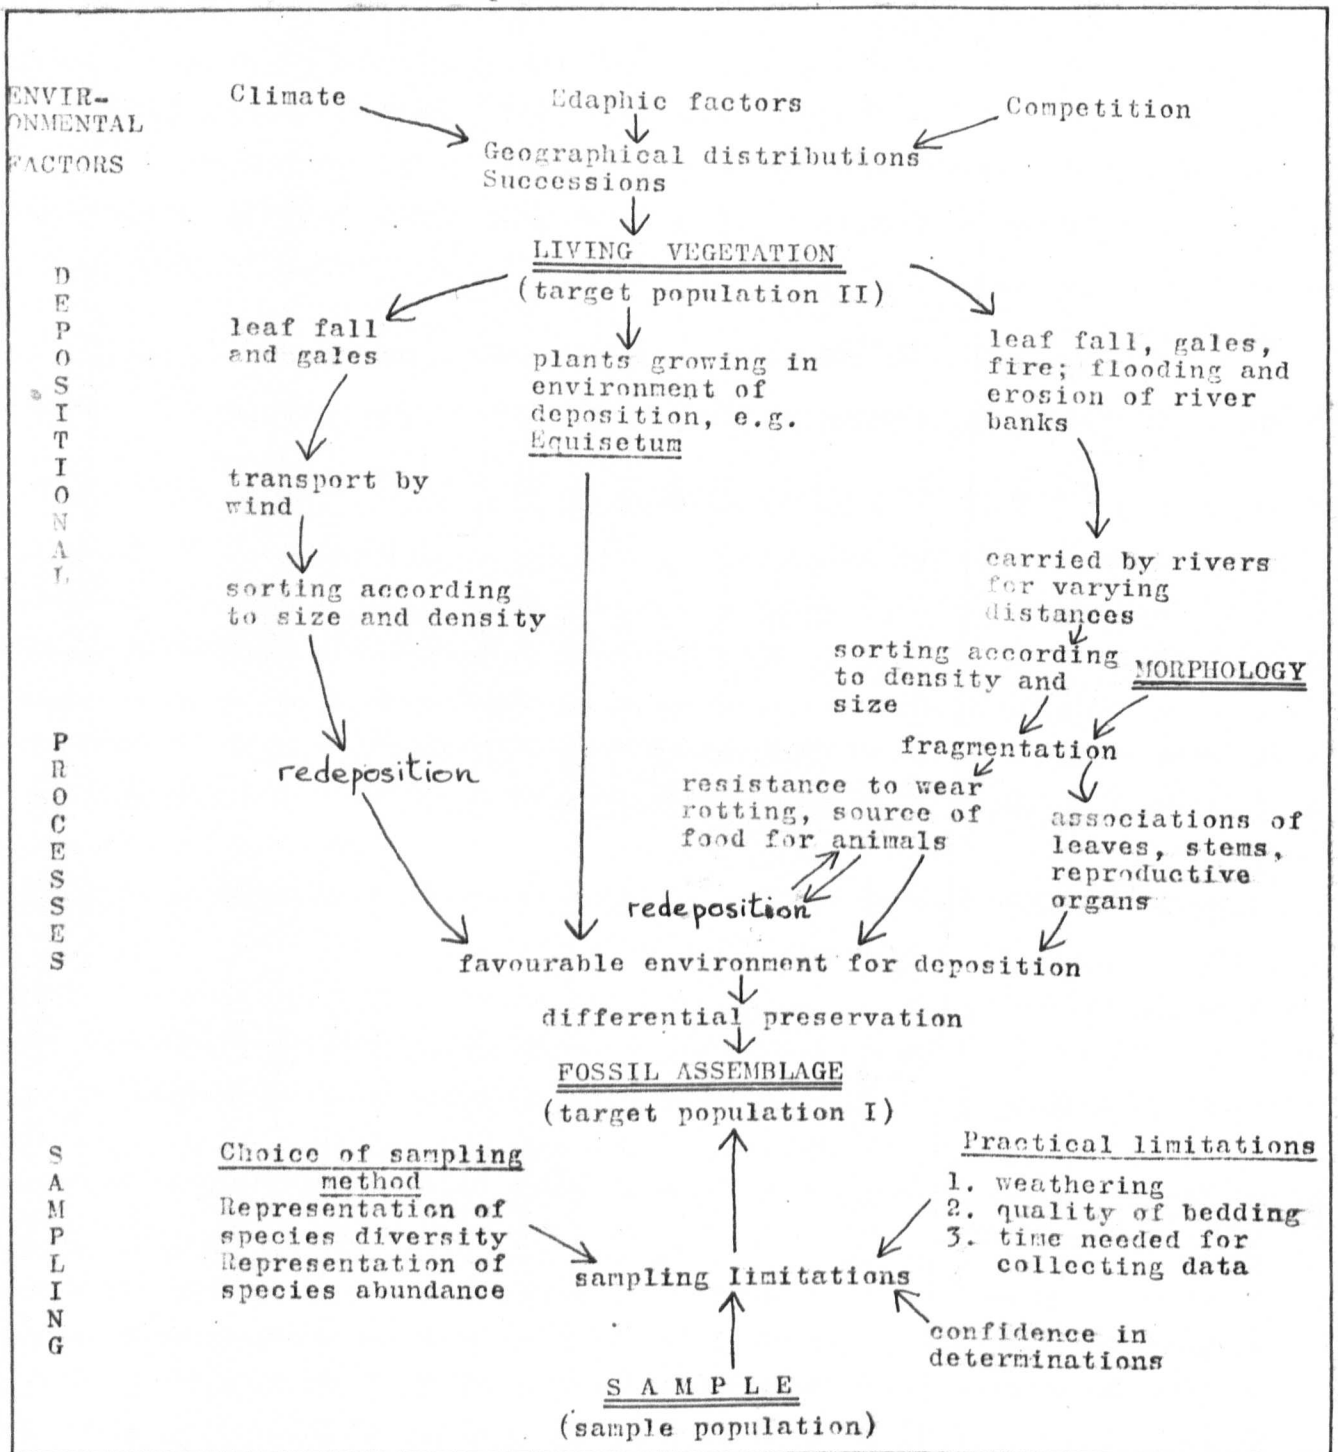 ENVIR-
ONMENTAL
FACTORS
Climate
Edaphic factors
Competition
Geographical distributions
Successions
LIVING VEGETATION
(target population II)
DEPOSITIONAL
leaf fall
and gales
plants growing in
environment of
deposition, e.g.
Equisetum
leaf fall, gales,
fire; flooding and
erosion of river
banks
transport by
wind
carried by rivers
for varying
distances
sorting according
to size and density
sorting according
to density and
size
MORPHOLOGY
PROCESSES
redeposition
fragmentation
resistance to wear
rotting, source of
food for animals
associations of
leaves, stems,
reproductive
organs
redeposition
favourable environment for deposition
differential preservation
FOSSIL ASSEMBLAGE
(target population I)
SAMPLING
Choice of sampling
method
Representation of
species diversity
Representation of
species abundance
Practical limitations
1. weathering
2. quality of bedding
3. time needed for
collecting data
sampling limitations
confidence in
determinations
S A M P L E
(sample population)